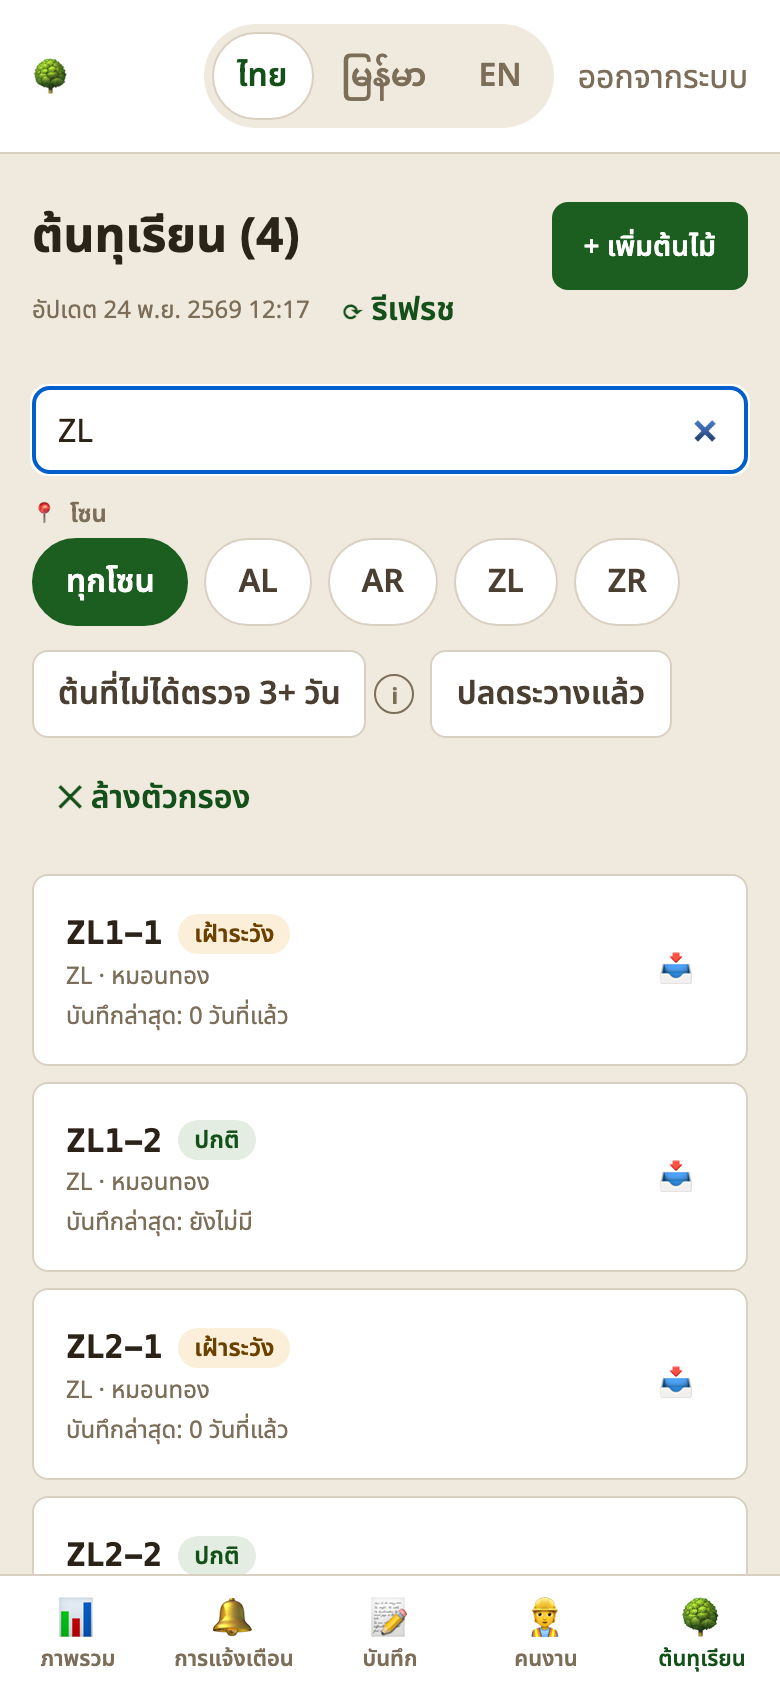 ไทย မြန်မာ EN ออกจากระบบ
ต้นทุเรียน (4)
+ เพิ่มต้นไม้
อัปเดต 24 พ.ย. 2569 12:17 ⟳ รีเฟรช
ZL
📍 โซน
ทุกโซน AL AR ZL ZR
ต้นที่ไม่ได้ตรวจ 3+ วัน i ปลดระวางแล้ว
✕ ล้างตัวกรอง
ZL1–1 เฝ้าระวัง
ZL · หมอนทอง
บันทึกล่าสุด: 0 วันที่แล้ว
ZL1–2 ปกติ
ZL · หมอนทอง
บันทึกล่าสุด: ยังไม่มี
ZL2–1 เฝ้าระวัง
ZL · หมอนทอง
บันทึกล่าสุด: 0 วันที่แล้ว
ZL2–2 ปกติ
ภาพรวม การแจ้งเตือน บันทึก คนงาน ต้นทุเรียน